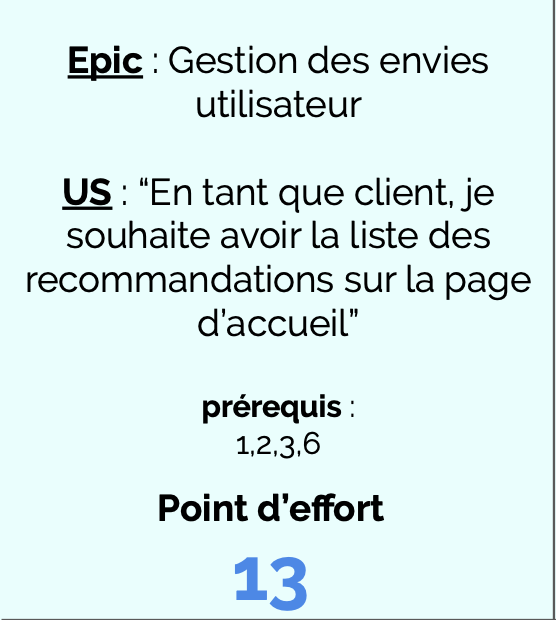 Epic : Gestion des envies
utilisateur
US : “En tant que client, je
souhaite avoir la liste des
recommandations sur la page
d’accueil”
prérequis :
1,2,3,6
Point d’effort
13